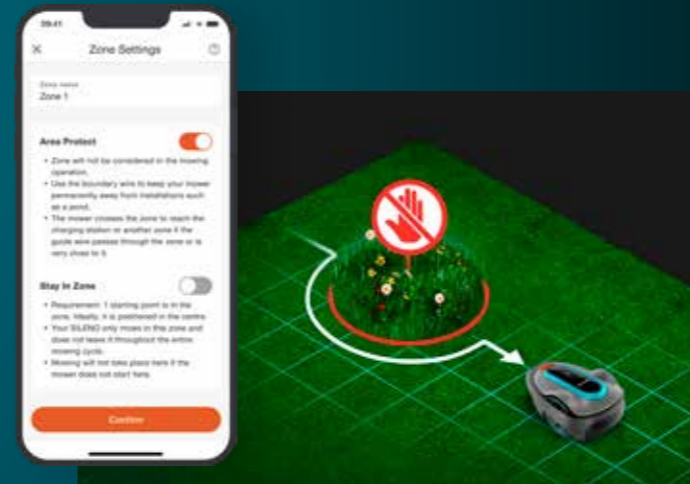 09:41
Zone Settings
Zone name
Zone 1
Area Protect
• Zone will not be considered in the mowing
operation.
• Use the boundary wire to keep your mower
permanently away from installations such
as a pond.
• The mower crosses the zone to reach the
charging station or another zone if the
guide wire passes through the zone or is
very close to it.
Stay In Zone
• Requirement: 1 starting point is in the
zone. Ideally, it is positioned in the centre.
• Your SILENO only mows in this zone and
does not leave it throughout the entire
mowing cycle.
• Mowing will not take place here if the
mower does not start here.
Confirm